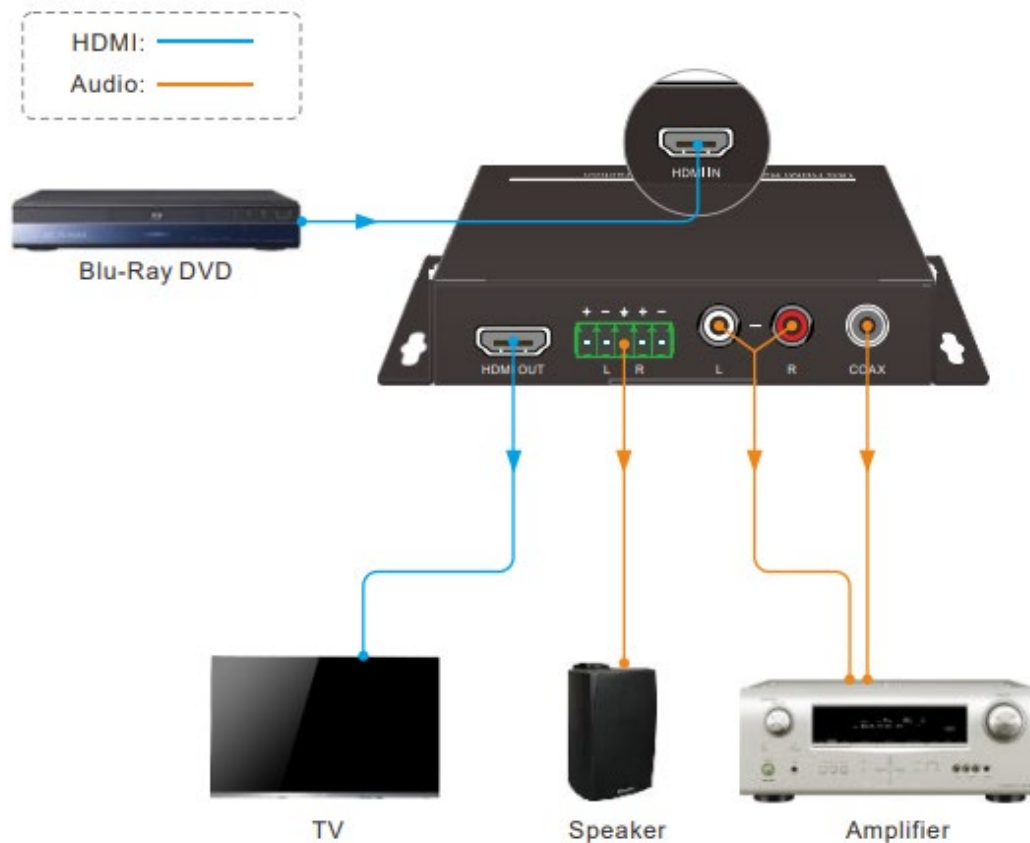 HDMI:
Audio:
HDMI IN
Blu-Ray DVD
+ - + + -
HDMI OUT
L R
L R
COAX
TV
Speaker
Amplifier